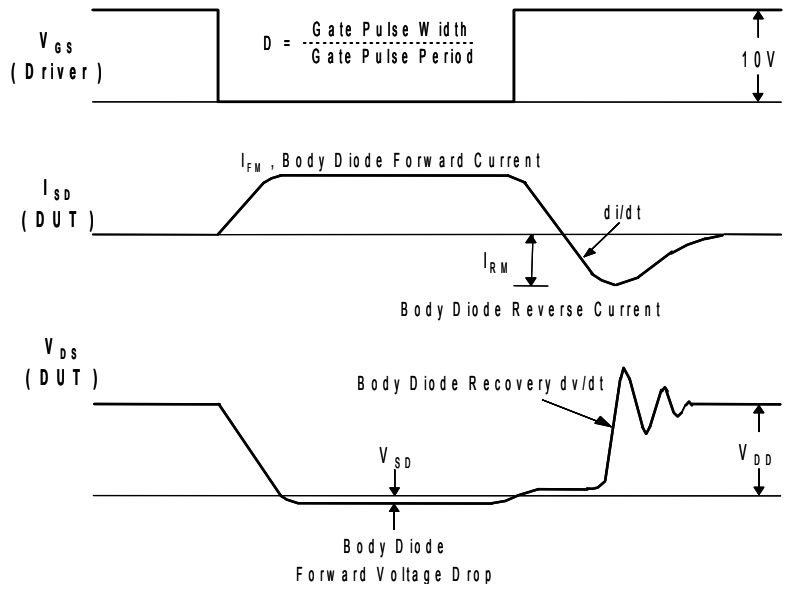 V GS
( Driver )
D = Gate Pulse Width
Gate Pulse Period
10V
I FM , Body Diode Forward Current
I SD
( DUT )
di/dt
I RM
Body Diode Reverse Current
V DS
( DUT )
Body Diode Recovery dv/dt
V SD
V DD
Body Diode
Forward Voltage Drop